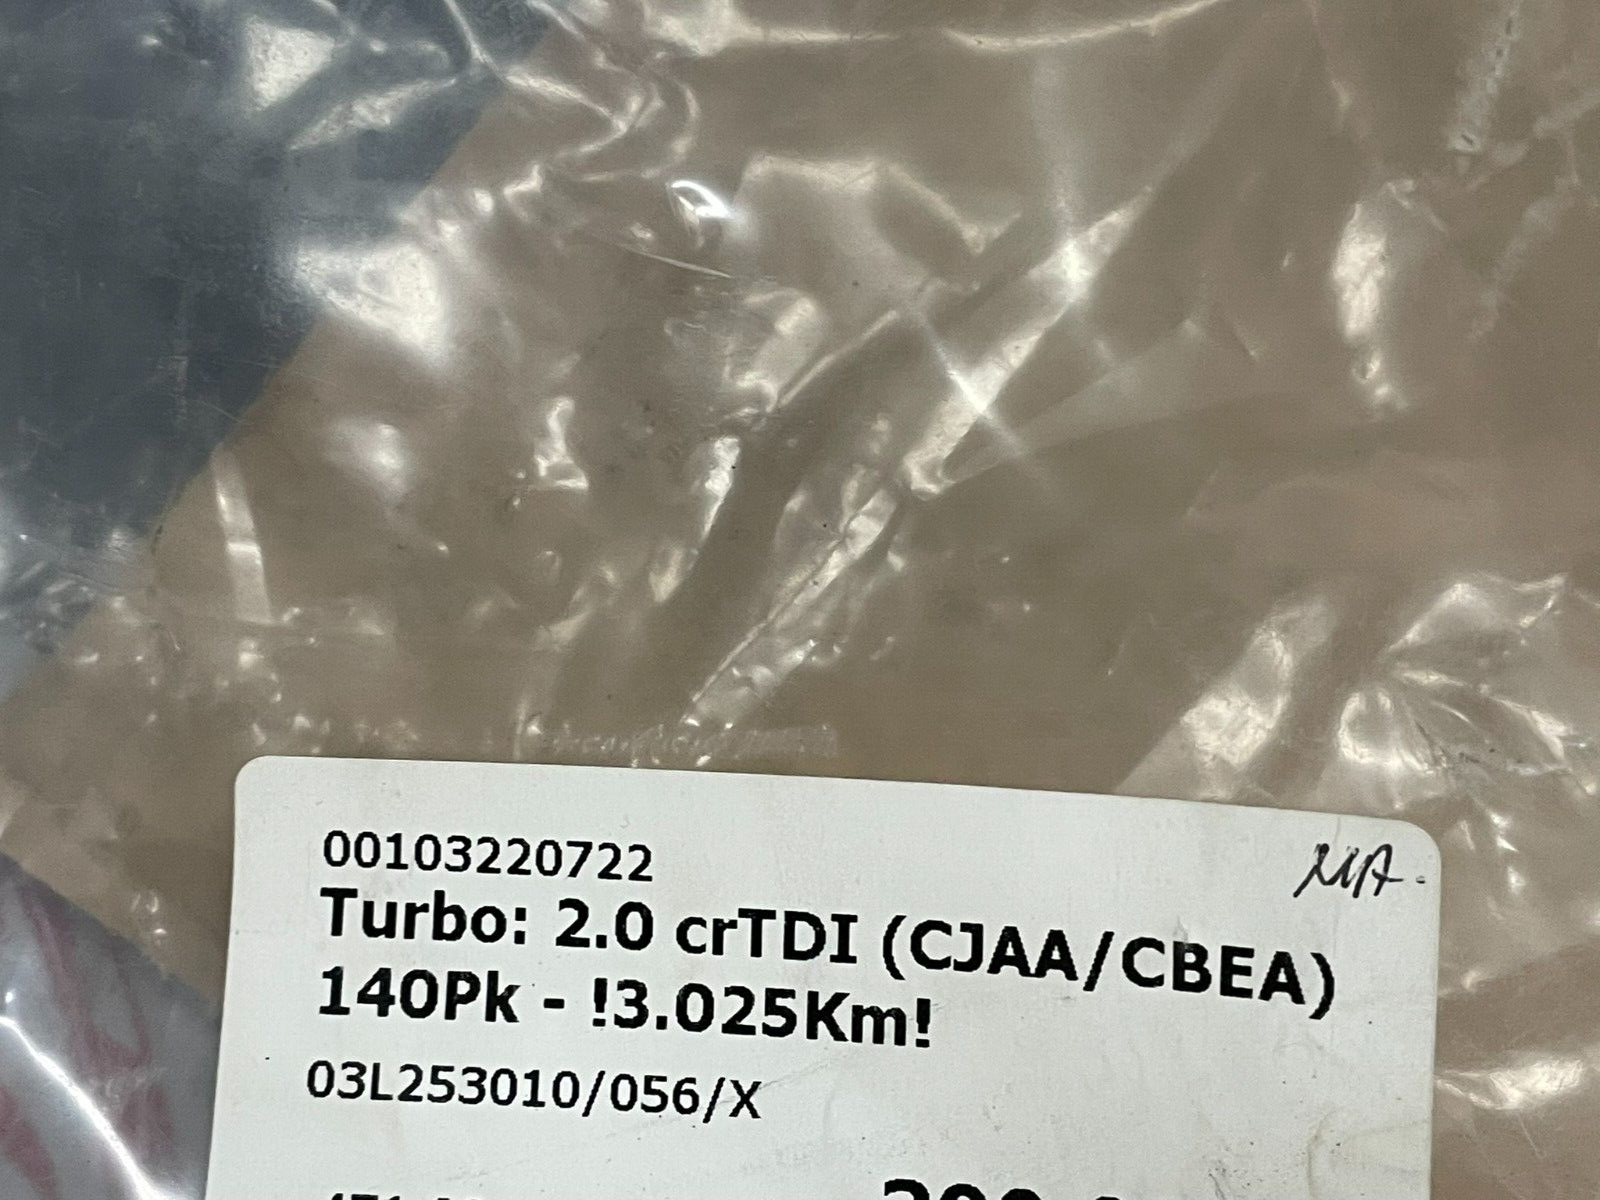 00103220722
Turbo: 2.0 crTDI (CJAA/CBEA)
140Pk - !3.025Km!
03L253010/056/X